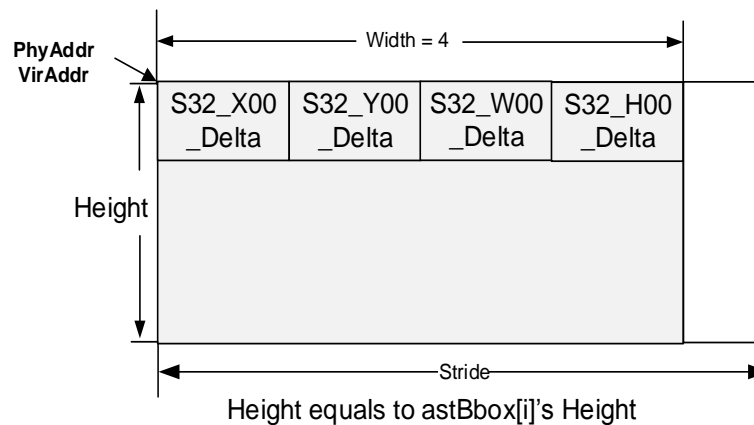 Width = 4
PhyAddr
VirAddr
S32_X00 S32_Y00 S32_W00 S32_H00
_Delta _Delta _Delta _Delta
Height
Stride
Height equals to astBbox[i]'s Height